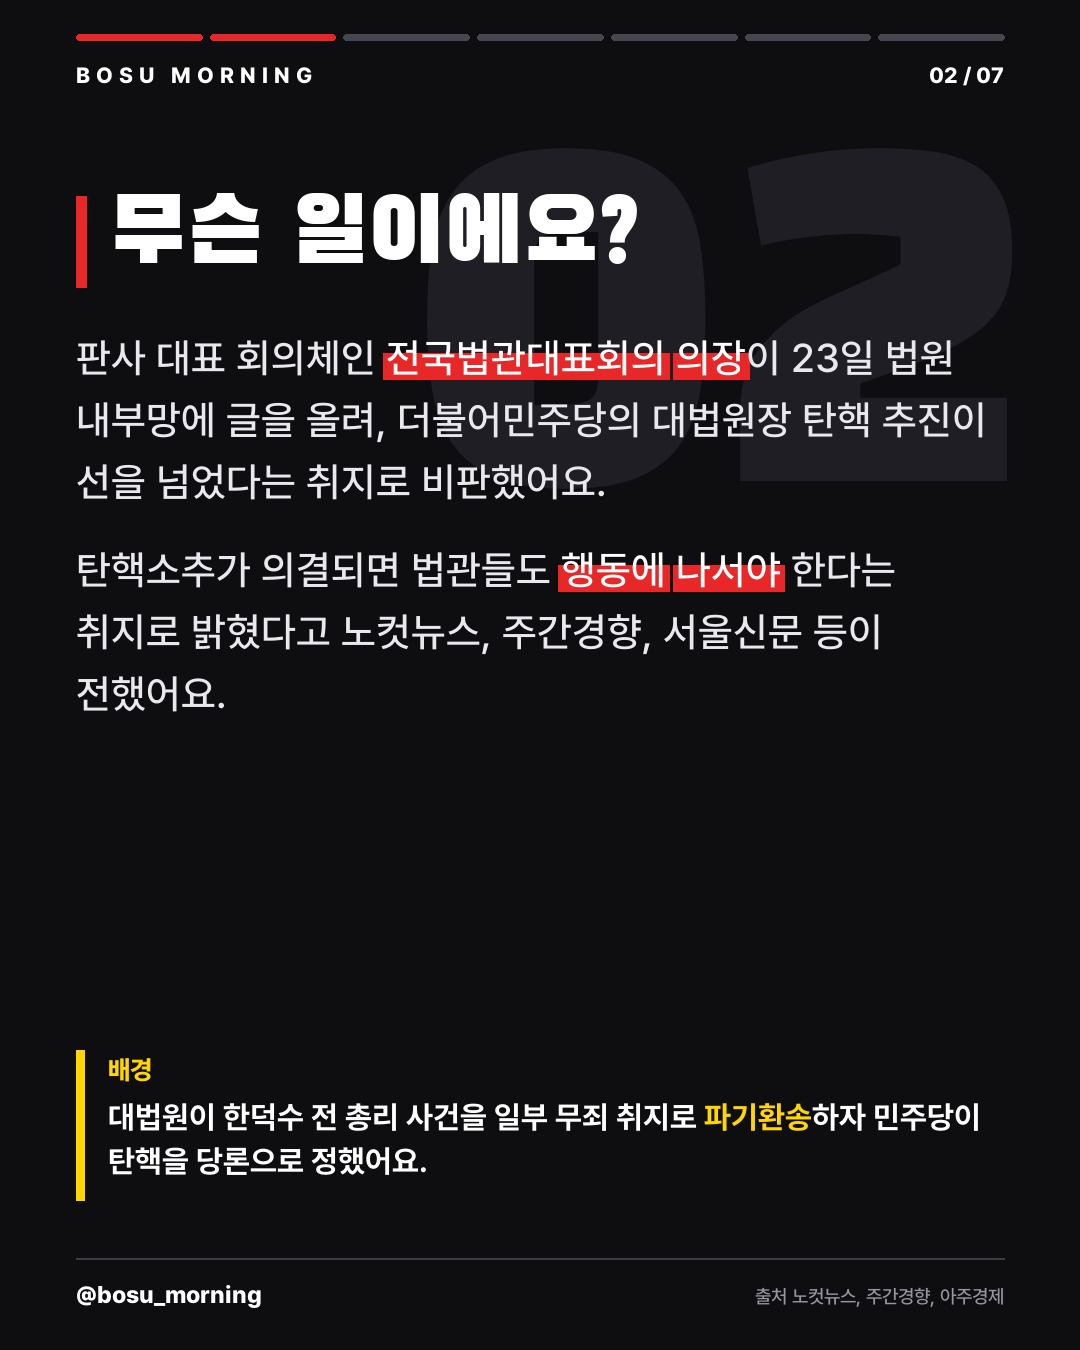 BOSU MORNING
02 / 07
02
무슨 일이에요?
판사 대표 회의체인 전국법관대표회의 의장이 23일 법원
내부망에 글을 올려, 더불어민주당의 대법원장 탄핵 추진이
선을 넘었다는 취지로 비판했어요.
탄핵소추가 의결되면 법관들도 행동에 나서야 한다는
취지로 밝혔다고 노컷뉴스, 주간경향, 서울신문 등이
전했어요.
배경
대법원이 한덕수 전 총리 사건을 일부 무죄 취지로 파기환송하자 민주당이
탄핵을 당론으로 정했어요.
@bosu_morning
출처 노컷뉴스, 주간경향, 아주경제